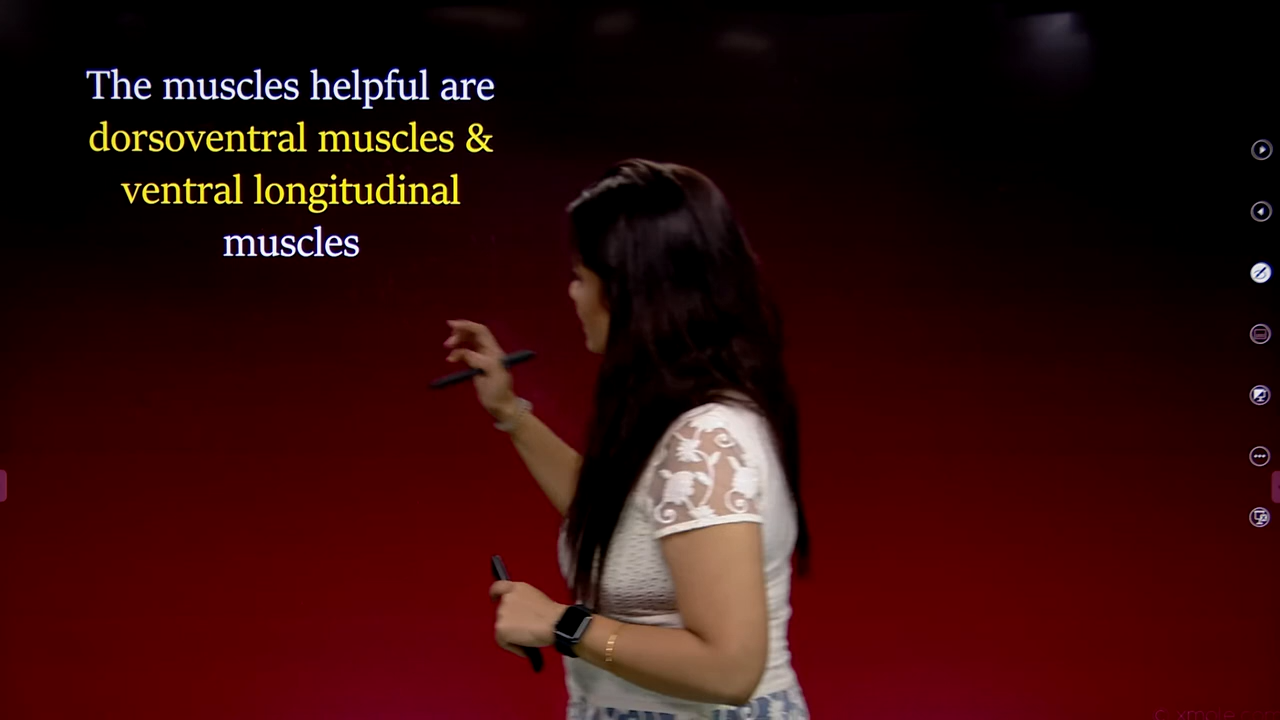 The muscles helpful are
dorsoventral muscles &
ventral longitudinal
muscles